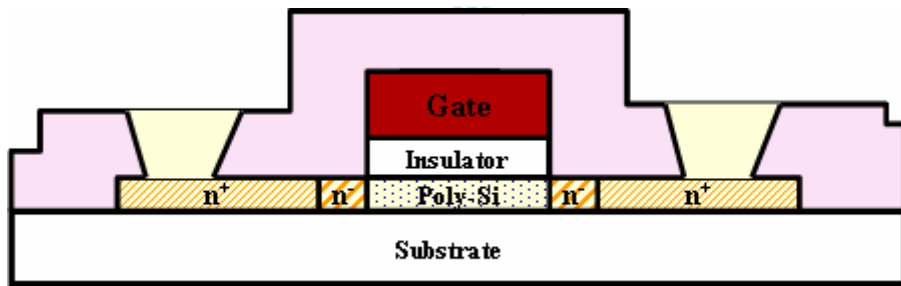 Gate
Insulator
n⁺ n⁻ Poly-Si n⁻ n⁺
Substrate